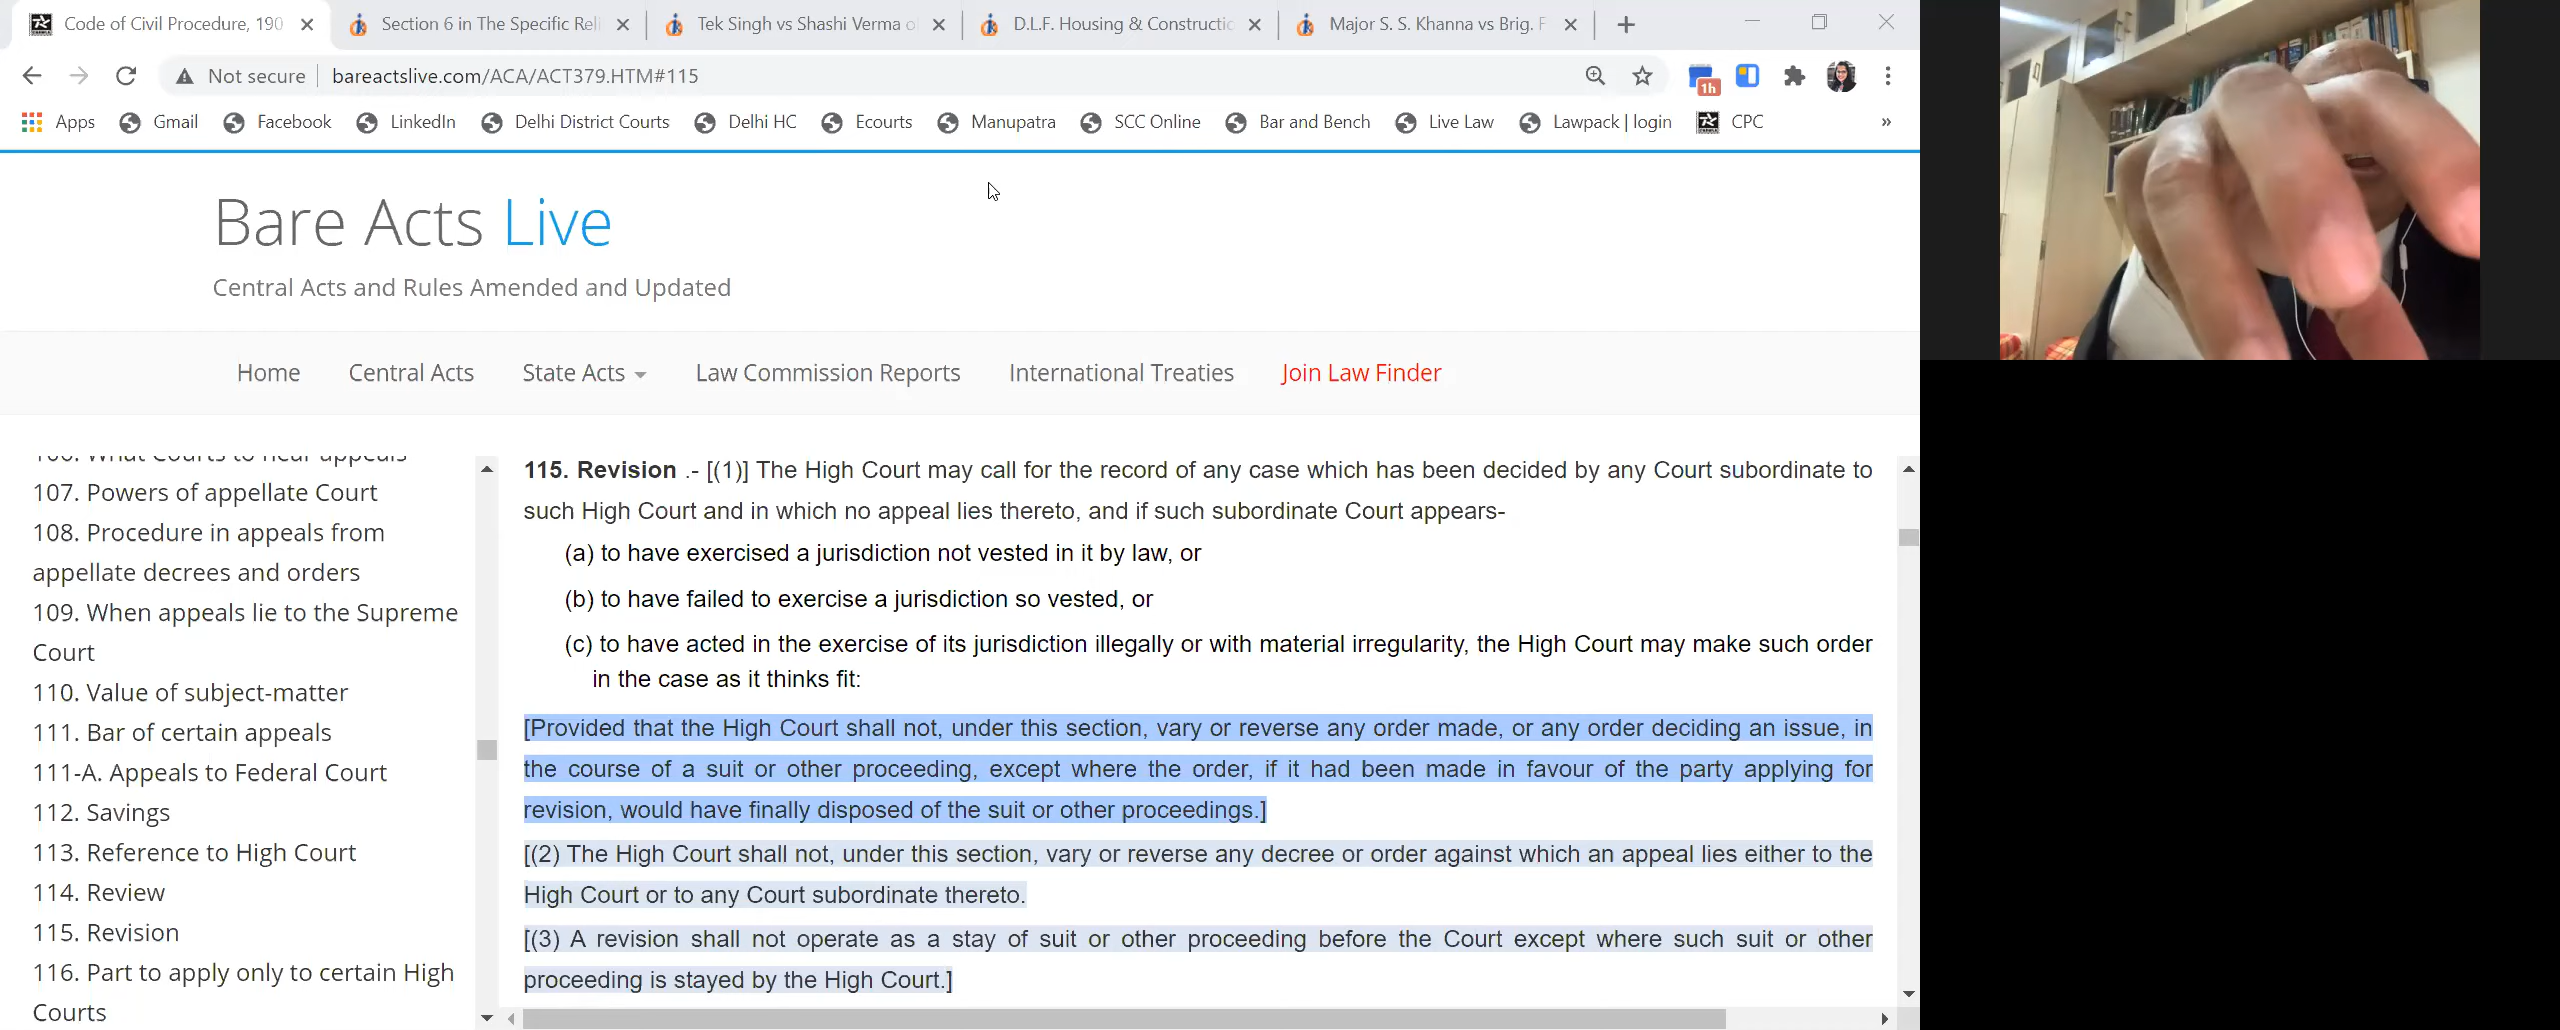 Code of Civil Procedure, 190
Section 6 in The Specific Reli
Tek Singh vs Shashi Verma o
D.L.F. Housing & Constructic
Major S. S. Khanna vs Brig. F
Not secure
bareactslive.com/ACA/ACT379.HTM#115
1h
Apps
Gmail
Facebook
LinkedIn
Delhi District Courts
Delhi HC
Ecourts
Manupatra
SCC Online
Bar and Bench
Live Law
Lawpack | login
CPC
»
Bare Acts Live
Central Acts and Rules Amended and Updated
Home
Central Acts
State Acts
Law Commission Reports
International Treaties
Join Law Finder
106. What Courts to hear appeals
107. Powers of appellate Court
108. Procedure in appeals from
appellate decrees and orders
109. When appeals lie to the Supreme
Court
110. Value of subject-matter
111. Bar of certain appeals
111-A. Appeals to Federal Court
112. Savings
113. Reference to High Court
114. Review
115. Revision
116. Part to apply only to certain High
Courts
115. Revision .- [(1)] The High Court may call for the record of any case which has been decided by any Court subordinate to
such High Court and in which no appeal lies thereto, and if such subordinate Court appears-
(a) to have exercised a jurisdiction not vested in it by law, or
(b) to have failed to exercise a jurisdiction so vested, or
(c) to have acted in the exercise of its jurisdiction illegally or with material irregularity, the High Court may make such order
in the case as it thinks fit:
[Provided that the High Court shall not, under this section, vary or reverse any order made, or any order deciding an issue, in
the course of a suit or other proceeding, except where the order, if it had been made in favour of the party applying for
revision, would have finally disposed of the suit or other proceedings.]
[(2) The High Court shall not, under this section, vary or reverse any decree or order against which an appeal lies either to the
High Court or to any Court subordinate thereto.
[(3) A revision shall not operate as a stay of suit or other proceeding before the Court except where such suit or other
proceeding is stayed by the High Court.]